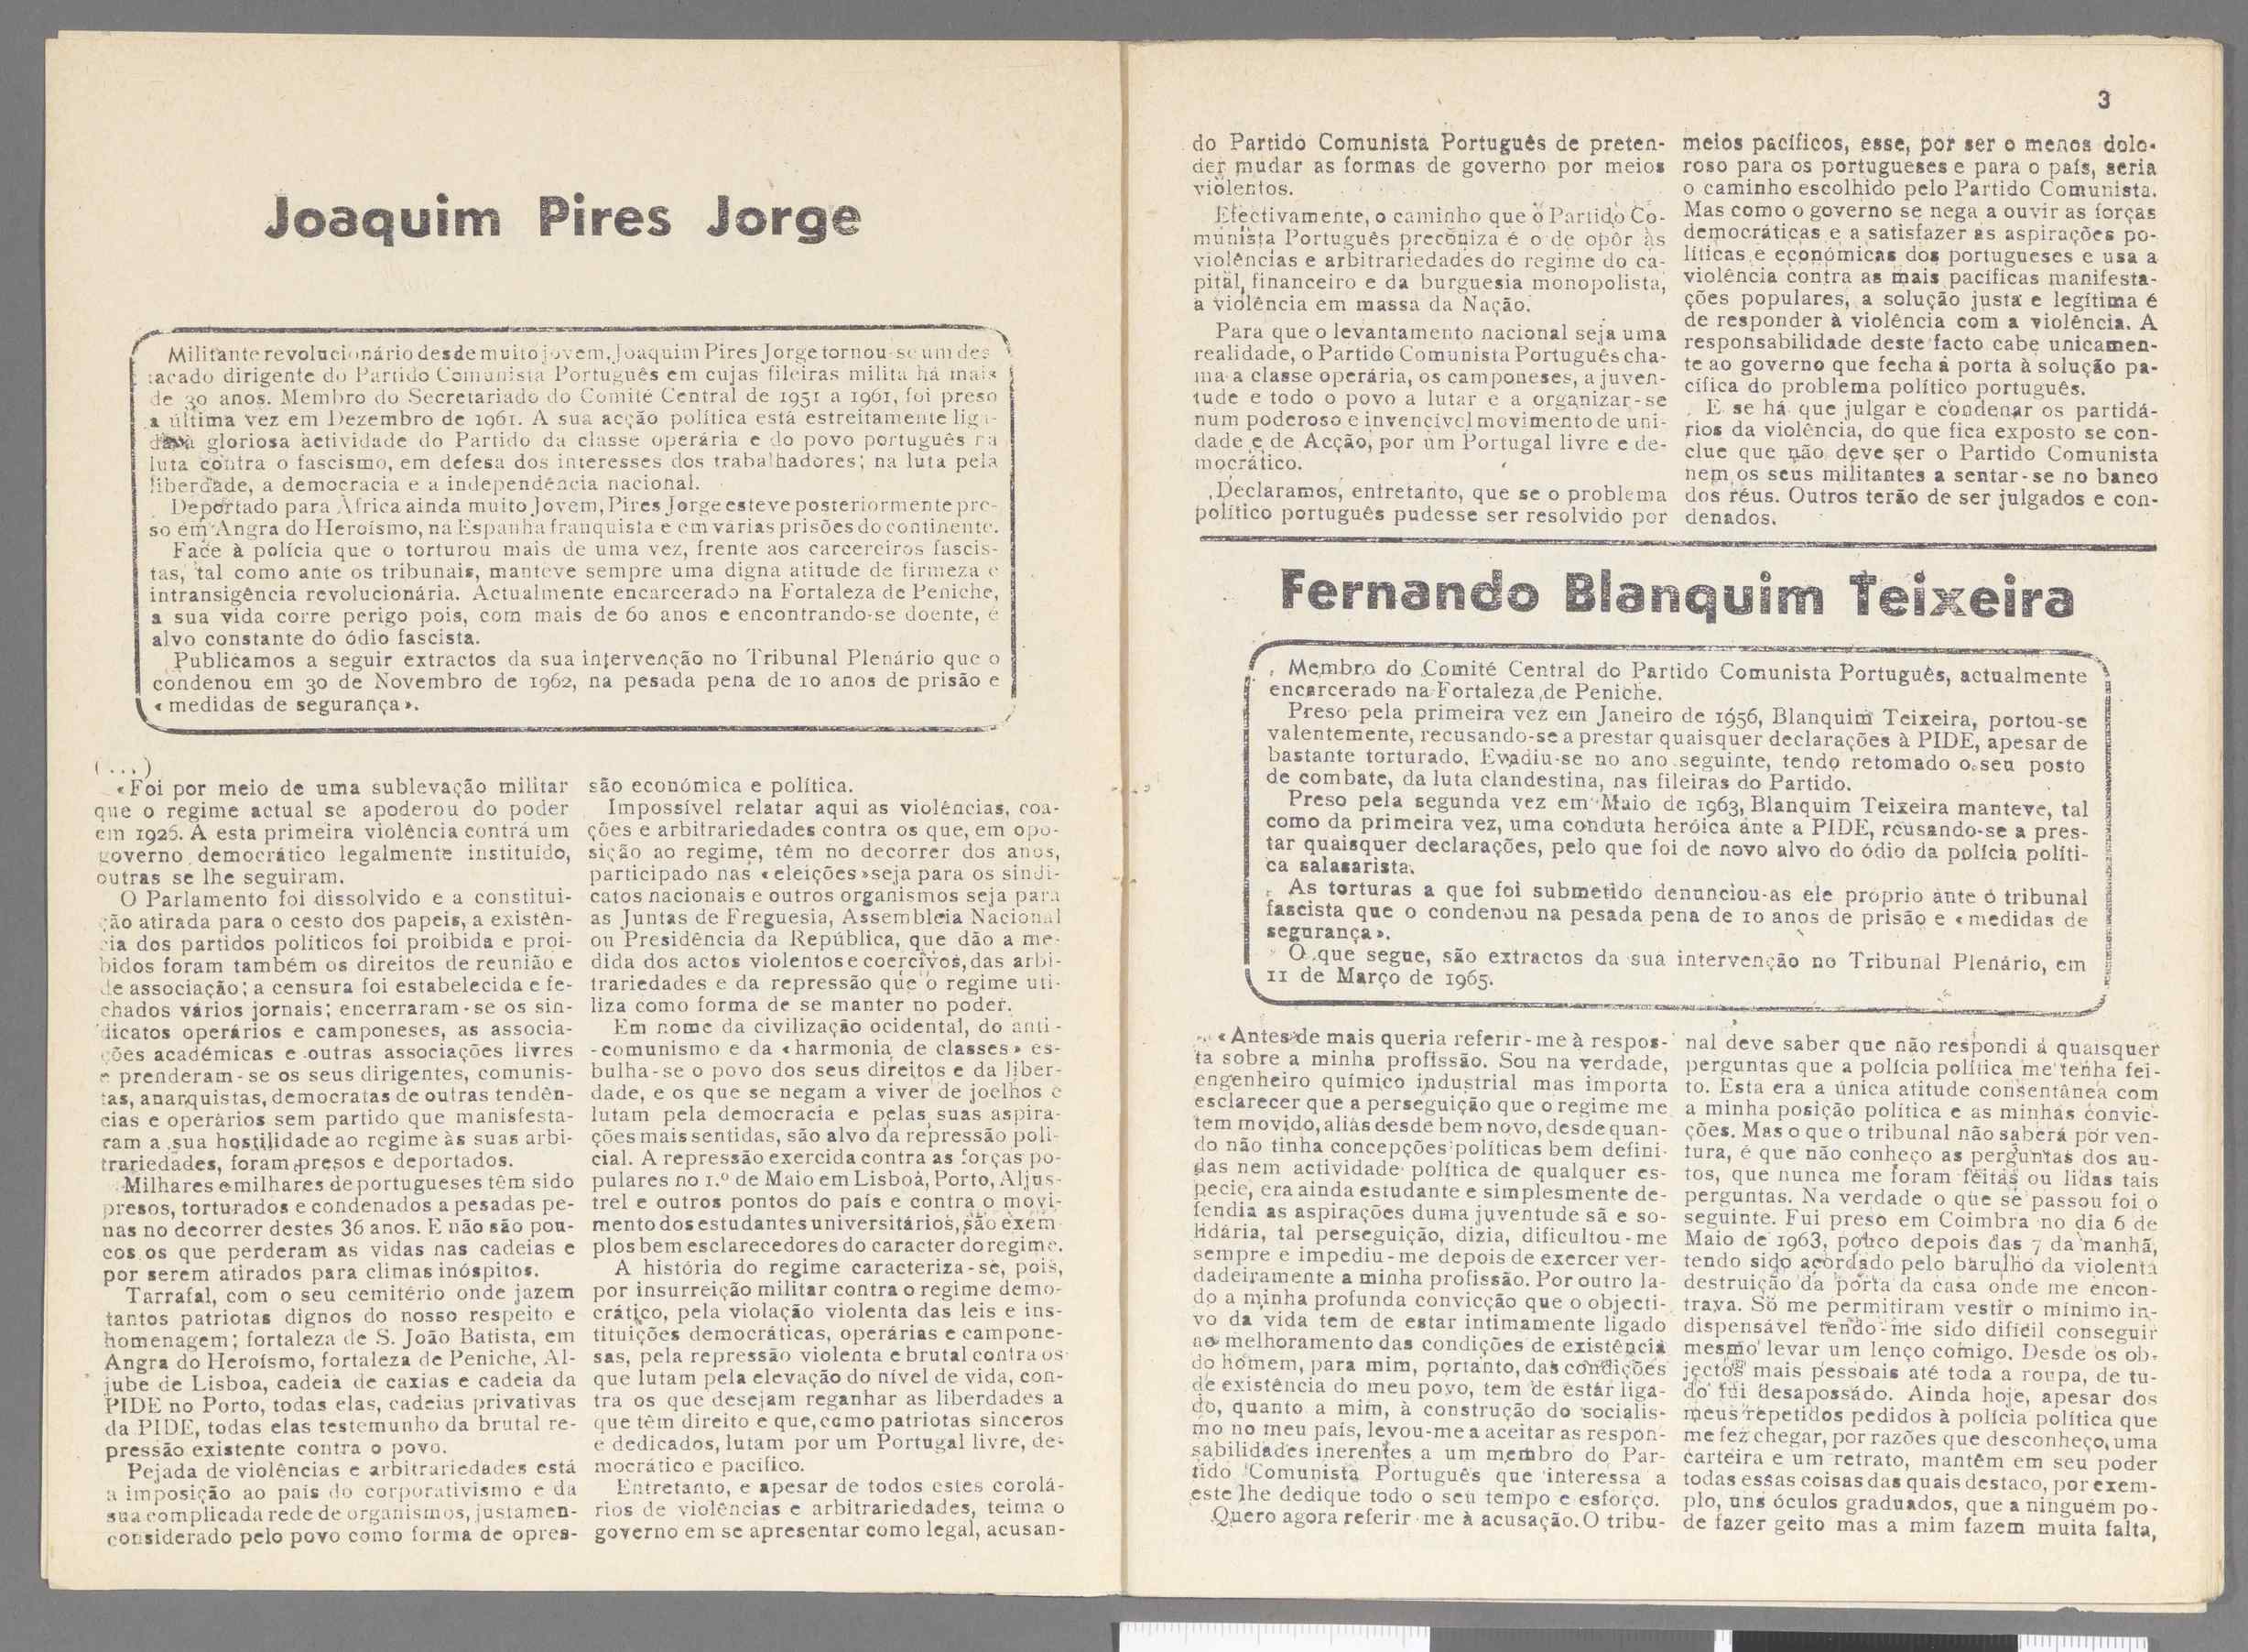 Joaquim Pires Jorge
Militante revolucionário desde muito jovem, Joaquim Pires Jorge tornou-se um des-
tacado dirigente do Partido Comunista Português em cujas fileiras milita há mais
de 30 anos. Membro do Secretariado do Comité Central de 1951 a 1961, foi preso
a última vez em Dezembro de 1961. A sua acção política está estreitamente liga-
da à gloriosa actividade do Partido da classe operária e do povo português na
luta contra o fascismo, em defesa dos interesses dos trabalhadores; na luta pela
liberdade, a democracia e a independência nacional.
Deportado para África ainda muito Jovem, Pires Jorge esteve posteriormente pre-
so em Angra do Heroísmo, na Espanha franquista e em várias prisões do continente.
Face à polícia que o torturou mais de uma vez, frente aos carcereiros fascis-
tas, tal como ante os tribunais, manteve sempre uma digna atitude de firmeza e
intransigência revolucionária. Actualmente encarcerado na Fortaleza de Peniche,
a sua vida corre perigo pois, com mais de 60 anos e encontrando-se doente, é
alvo constante do ódio fascista.
Publicamos a seguir extractos da sua intervenção no Tribunal Plenário que o
condenou em 30 de Novembro de 1962, na pesada pena de 10 anos de prisão e
«medidas de segurança».
(...)
«Foi por meio de uma sublevação militar
que o regime actual se apoderou do poder
em 1926. A esta primeira violência contrá um
governo democrático legalmente instituído,
outras se lhe seguiram.
O Parlamento foi dissolvido e a constitui-
ção atirada para o cesto dos papeis, a existên-
cia dos partidos políticos foi proibida e proi-
bidos foram também os direitos de reunião e
de associação; a censura foi estabelecida e fe-
chados vários jornais; encerraram-se os sin-
dicatos operários e camponeses, as associa-
ções académicas e outras associações livres
e prenderam-se os seus dirigentes, comunis-
tas, anarquistas, democratas de outras tendên-
cias e operários sem partido que manisfesta-
ram a sua hostilidade ao regime às suas arbi-
trariedades, foram presos e deportados.
Milhares e milhares de portugueses têm sido
presos, torturados e condenados a pesadas pe-
nas no decorrer destes 36 anos. E não são pou-
cos os que perderam as vidas nas cadeias e
por serem atirados para climas inóspitos.
Tarrafal, com o seu cemitério onde jazem
tantos patriotas dignos do nosso respeito e
homenagem; fortaleza de S. João Batista, em
Angra do Heroísmo, fortaleza de Peniche, Al-
jube de Lisboa, cadeia de caxias e cadeia da
PIDE no Porto, todas elas, cadeias privativas
da PIDE, todas elas testemunho da brutal re-
pressão existente contra o povo.
Pejada de violências e arbitrariedades está
a imposição ao país do corporativismo e da
sua complicada rede de organismos, justamen-
considerado pelo povo como forma de opres-
são económica e política.
Impossível relatar aqui as violências, coa-
ções e arbitrariedades contra os que, em opo-
sição ao regime, têm no decorrer dos anos,
participado nas «eleições» seja para os sindi-
catos nacionais e outros organismos seja para
as Juntas de Freguesia, Assembleia Nacional
ou Presidência da República, que dão a me-
dida dos actos violentos e coercivos, das arbi-
trariedades e da repressão que o regime uti-
liza como forma de se manter no poder.
Em nome da civilização ocidental, do anti-
-comunismo e da «harmonia de classes» es-
bulha-se o povo dos seus direitos e da liber-
dade, e os que se negam a viver de joelhos e
lutam pela democracia e pelas suas aspira-
ções mais sentidas, são alvo da repressão poli-
cial. A repressão exercida contra as forças po-
pulares no 1.º de Maio em Lisboa, Porto, Aljus-
trel e outros pontos do país e contra o movi-
mento dos estudantes universitários, são exem-
plos bem esclarecedores do caracter do regime.
A história do regime caracteriza-se, pois,
por insurreição militar contra o regime demo-
crático, pela violação violenta das leis e ins-
tituições democráticas, operárias e campone-
sas, pela repressão violenta e brutal contra os
que lutam pela elevação do nível de vida, con-
tra os que desejam reganhar as liberdades a
que têm direito e que, como patriotas sinceros
e dedicados, lutam por um Portugal livre, de-
mocrático e pacífico.
Entretanto, e apesar de todos estes corolá-
rios de violências e arbitrariedades, teima o
governo em se apresentar como legal, acusan-
3
do Partido Comunista Português de preten-
der mudar as formas de governo por meios
violentos.
Efectivamente, o caminho que o Partido Co-
munista Português preconiza é o de opôr às
violências e arbitrariedades do regime do ca-
pital financeiro e da burguesia monopolista,
a violência em massa da Nação.
Para que o levantamento nacional seja uma
realidade, o Partido Comunista Português cha-
ma a classe operária, os camponeses, a juven-
tude e todo o povo a lutar e a organizar-se
num poderoso e invencível movimento de uni-
dade e de Acção, por um Portugal livre e de-
mocrático.
Declaramos, entretanto, que se o problema
político português pudesse ser resolvido por
meios pacíficos, esse, por ser o menos dolo-
roso para os portugueses e para o país, seria
o caminho escolhido pelo Partido Comunista.
Mas como o governo se nega a ouvir as forças
democráticas e a satisfazer as aspirações po-
líticas e económicas dos portugueses e usa a
violência contra as mais pacíficas manifesta-
ções populares, a solução justa e legítima é
de responder à violência com a violência. A
responsabilidade deste facto cabe unicamen-
te ao governo que fecha á porta à solução pa-
cífica do problema político português.
E se há que julgar e condenar os partidá-
rios da violência, do que fica exposto se con-
clue que não deve ser o Partido Comunista
nem os seus militantes a sentar-se no banco
dos réus. Outros terão de ser julgados e con-
denados.
Fernando Blanquim Teixeira
Membro do Comité Central do Partido Comunista Português, actualmente
encarcerado na Fortaleza de Peniche.
Preso pela primeira vez em Janeiro de 1956, Blanquim Teixeira, portou-se
valentemente, recusando-se a prestar quaisquer declarações à PIDE, apesar de
bastante torturado. Evadiu-se no ano seguinte, tendo retomado o seu posto
de combate, da luta clandestina, nas fileiras do Partido.
Preso pela segunda vez em Maio de 1963, Blanquim Teixeira manteve, tal
como da primeira vez, uma conduta heróica ánte a PIDE, rcusando-se a pres-
tar quaisquer declarações, pelo que foi de novo alvo do ódio da polícia políti-
ca salasarista.
As torturas a que foi submetido denunciou-as ele próprio ante o tribunal
fascista que o condenou na pesada pena de 10 anos de prisão e «medidas de
segurança».
O que segue, são extractos da sua intervenção no Tribunal Plenário, em
11 de Março de 1965.
«Antes de mais queria referir-me à respos-
ta sobre a minha profissão. Sou na verdade,
engenheiro químico industrial mas importa
esclarecer que a perseguição que o regime me
tem movido, aliás desde bem novo, desde quan-
do não tinha concepções políticas bem defini-
das nem actividade política de qualquer es-
pecie, era ainda estudante e simplesmente de-
fendia as aspirações duma juventude sã e so-
lidária, tal perseguição, dizia, dificultou-me
sempre e impediu-me depois de exercer ver-
dadeiramente a minha profissão. Por outro la-
do a minha profunda convicção que o objecti-
vo da vida tem de estar intimamente ligado
ao melhoramento das condições de existência
do homem, para mim, portanto, das condições
de existência do meu povo, tem de estár liga-
do, quanto a mim, à construção do socialis-
mo no meu país, levou-me a aceitar as respon-
sabilidades inerentes a um membro do Par-
tido Comunista Português que interessa a
este lhe dedique todo o seu tempo e esforço.
Quero agora referir-me à acusação. O tribu-
nal deve saber que não respondi á quaisquer
perguntas que a polícia política me tenha fei-
to. Esta era a única atitude consentânea com
a minha posição política e as minhas convic-
ções. Mas o que o tribunal não saberá por ven-
tura, é que não conheço as perguntas dos au-
tos, que nunca me foram feitas ou lidas tais
perguntas. Na verdade o que se passou foi o
seguinte. Fui preso em Coimbra no dia 6 de
Maio de 1963, pouco depois das 7 da manhã,
tendo sido acordado pelo barulho da violenta
destruição da porta da casa onde me encon-
trava. Só me permitiram vestir o mínimo in-
dispensável tendo-me sido difícil conseguir
mesmo levar um lenço comigo. Desde os ob-
jectos mais pessoais até toda a roupa, de tu-
do fui desapossado. Ainda hoje, apesar dos
meus repetidos pedidos à polícia política que
me fez chegar, por razões que desconheço, uma
carteira e um retrato, mantêm em seu poder
todas essas coisas das quais destaco, por exem-
plo, uns óculos graduados, que a ninguém po-
de fazer geito mas a mim fazem muita falta,